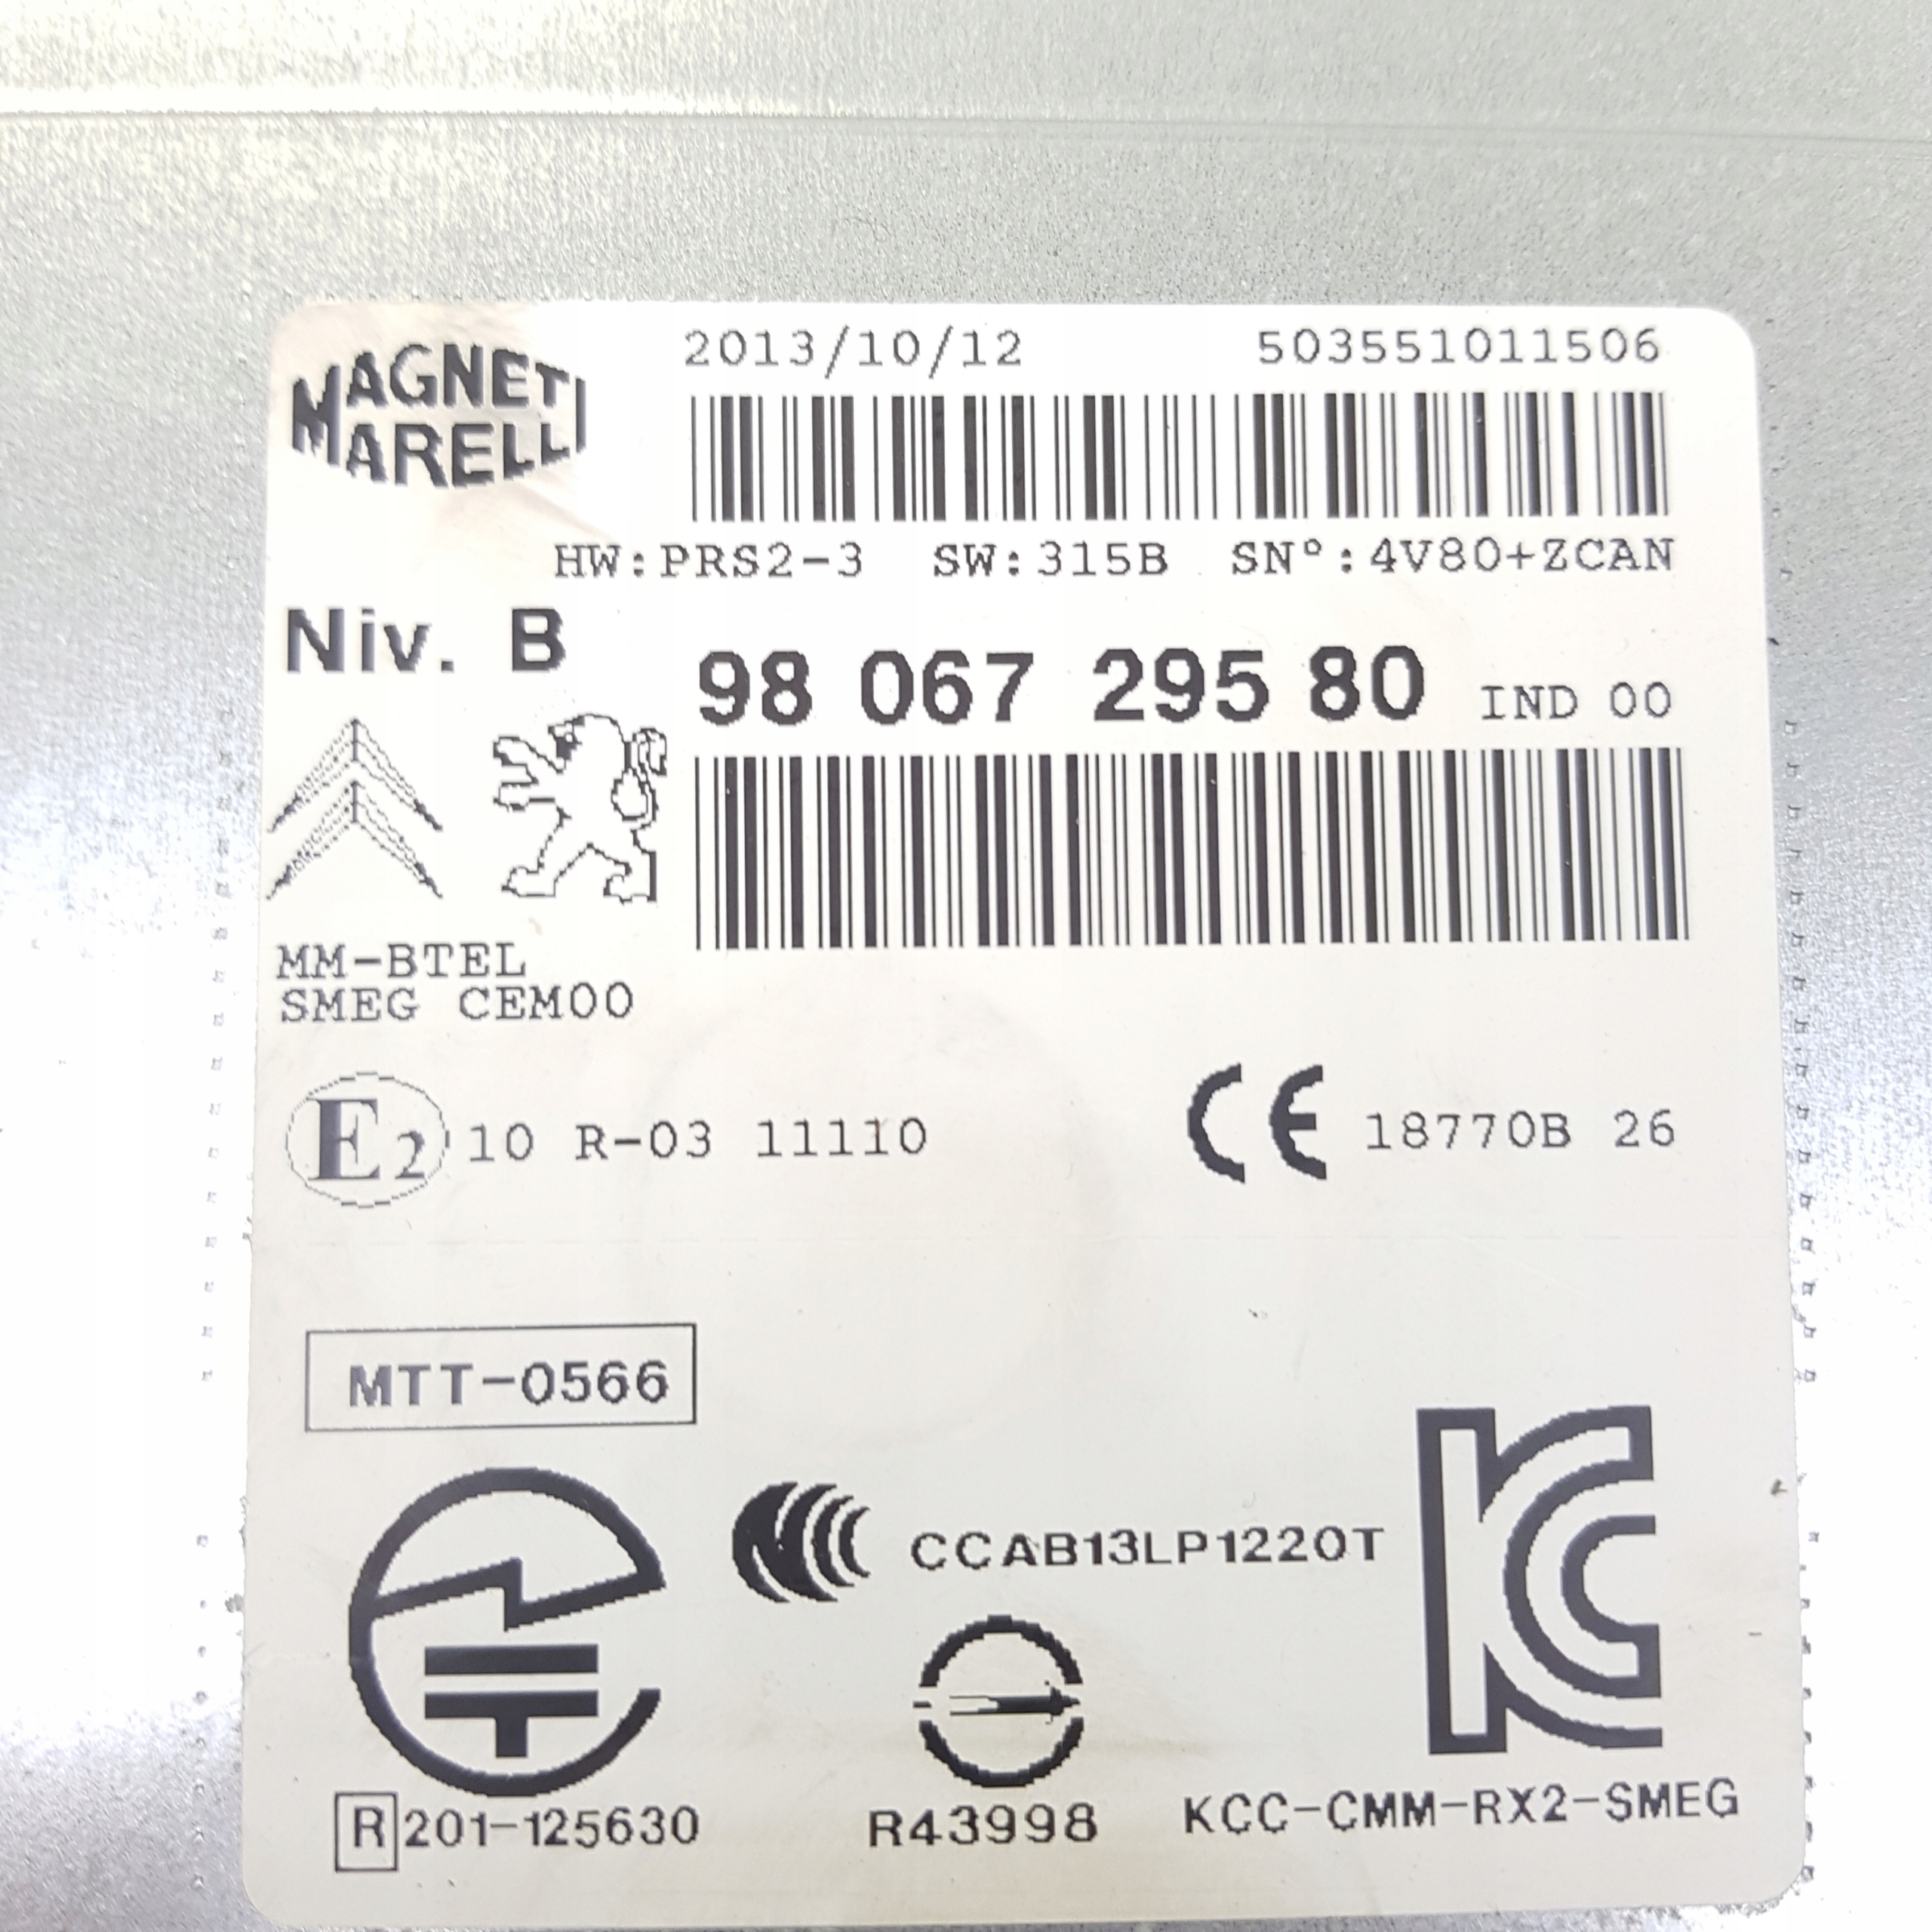 MAGNETI
MARELLI
2013/10/12 503551011506
HW:PRS2-3 SW:315B SN°:4V80+ZCAN
Niv. B
98 067 295 80 IND 00
MM-BTEL
SMEG CEM00
E2 10 R-03 11110
CE 18770B 26
MTT-0566
CCAB13LP1220T
KC
R 201-125630
R43998
KCC-CMM-RX2-SMEG